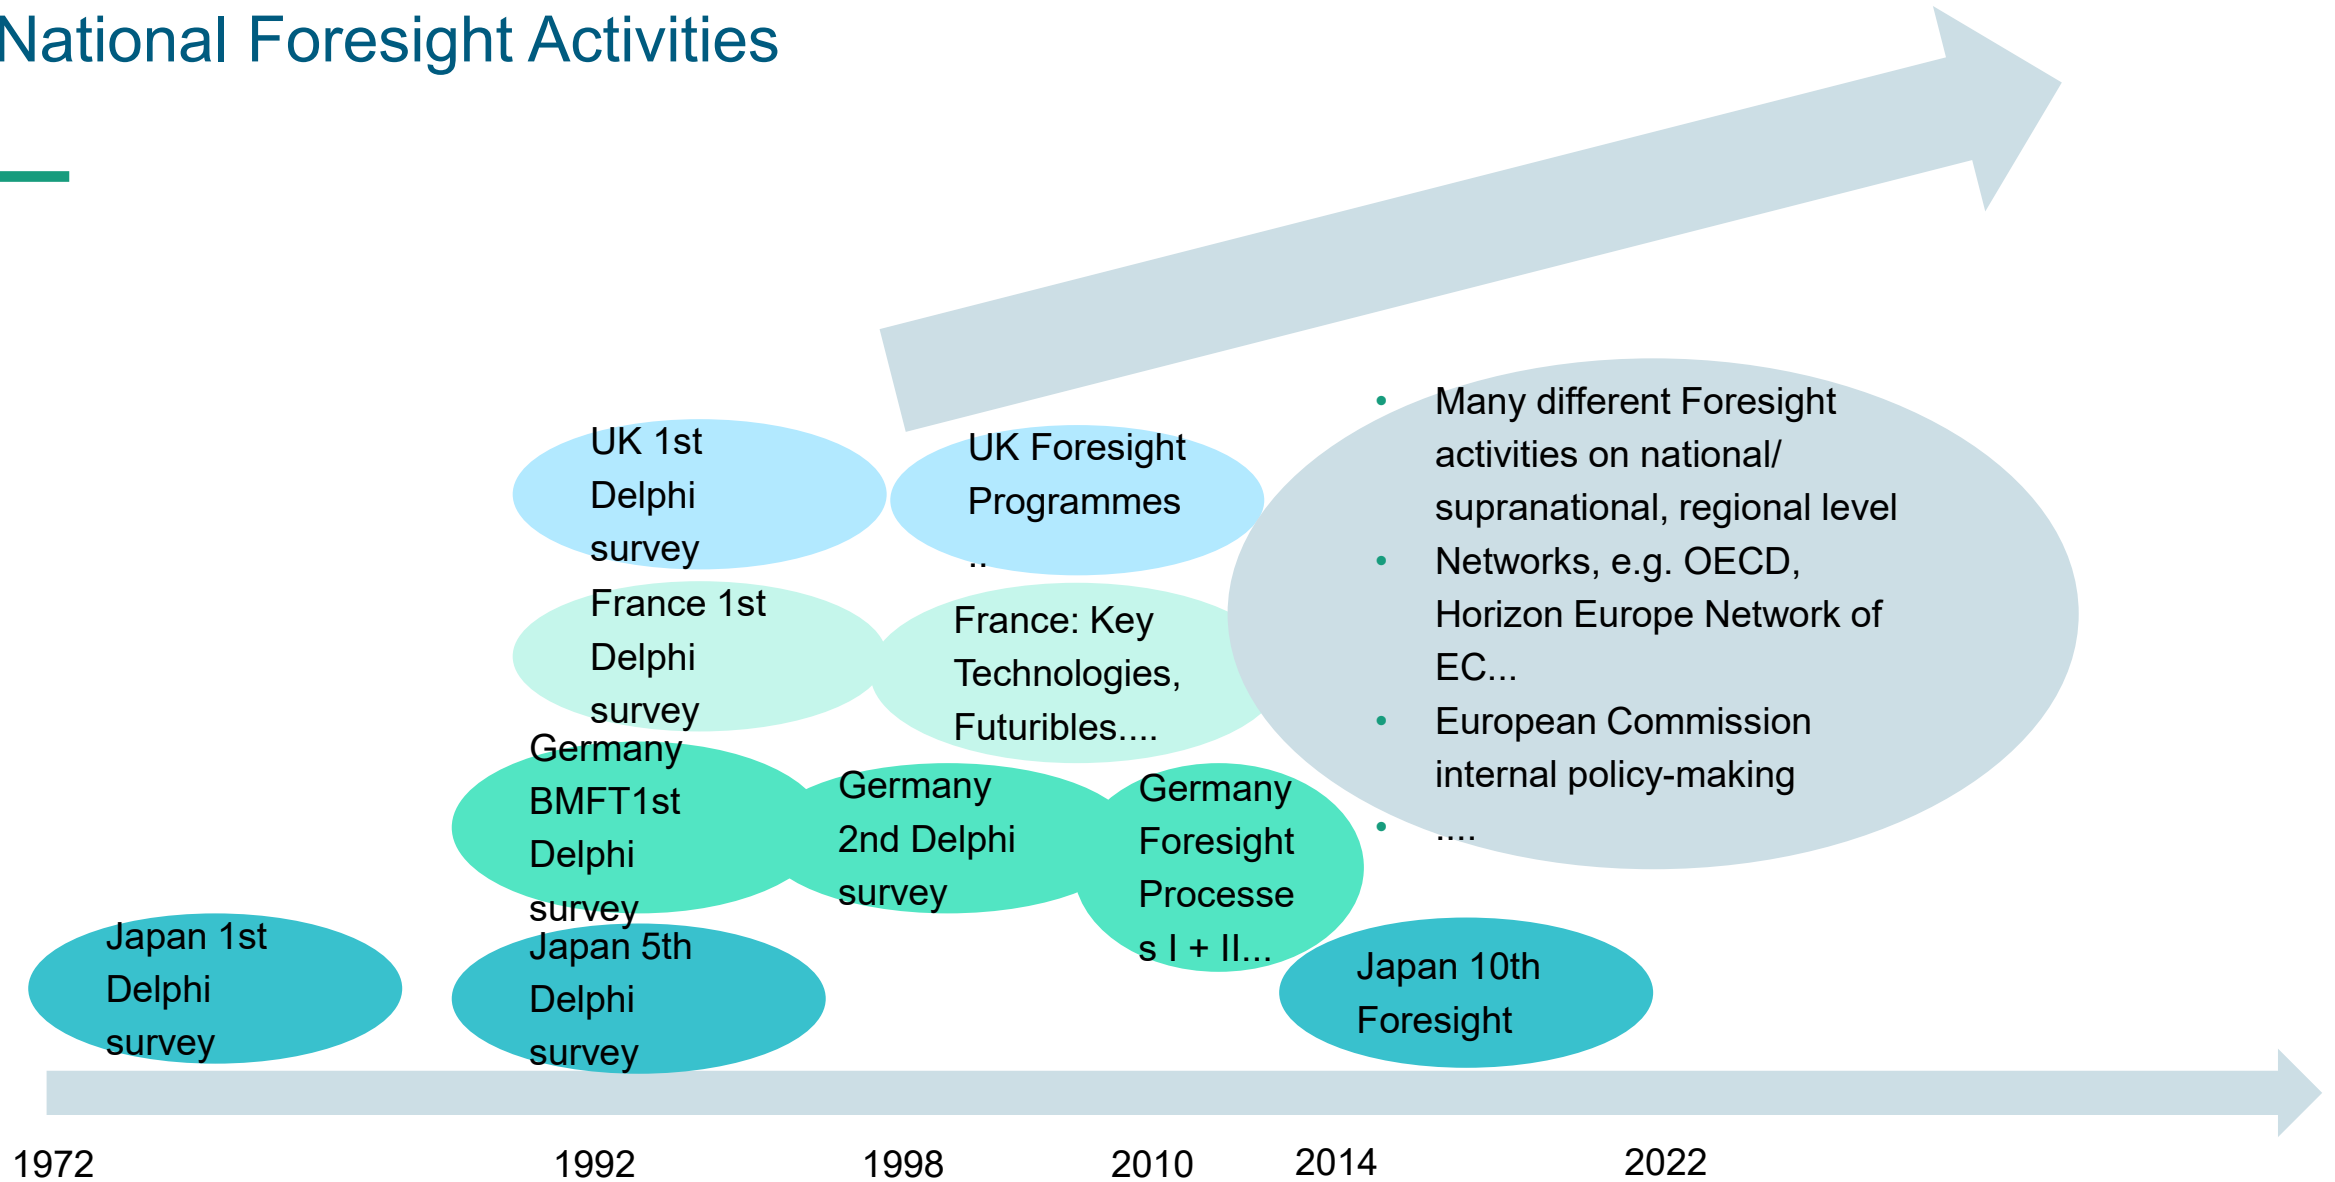 National Foresight Activities
UK 1st
Delphi
survey
UK Foresight
Programmes
..
• Many different Foresight
activities on national/
supranational, regional level
• Networks, e.g. OECD,
Horizon Europe Network of
EC...
• European Commission
internal policy-making
• ....
France 1st
Delphi
survey
France: Key
Technologies,
Futuribles....
Germany
BMFT1st
Delphi
survey
Germany
2nd Delphi
survey
Germany
Foresight
Processe
s I + II...
Japan 1st
Delphi
survey
Japan 5th
Delphi
survey
Japan 10th
Foresight
1972 1992 1998 2010 2014 2022